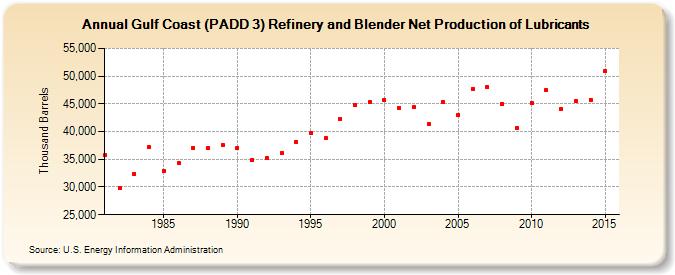 Annual Gulf Coast (PADD 3) Refinery and Blender Net Production of Lubricants
Thousand Barrels
55,000
50,000
45,000
40,000
35,000
30,000
25,000
1985 1990 1995 2000 2005 2010 2015
Source: U.S. Energy Information Administration